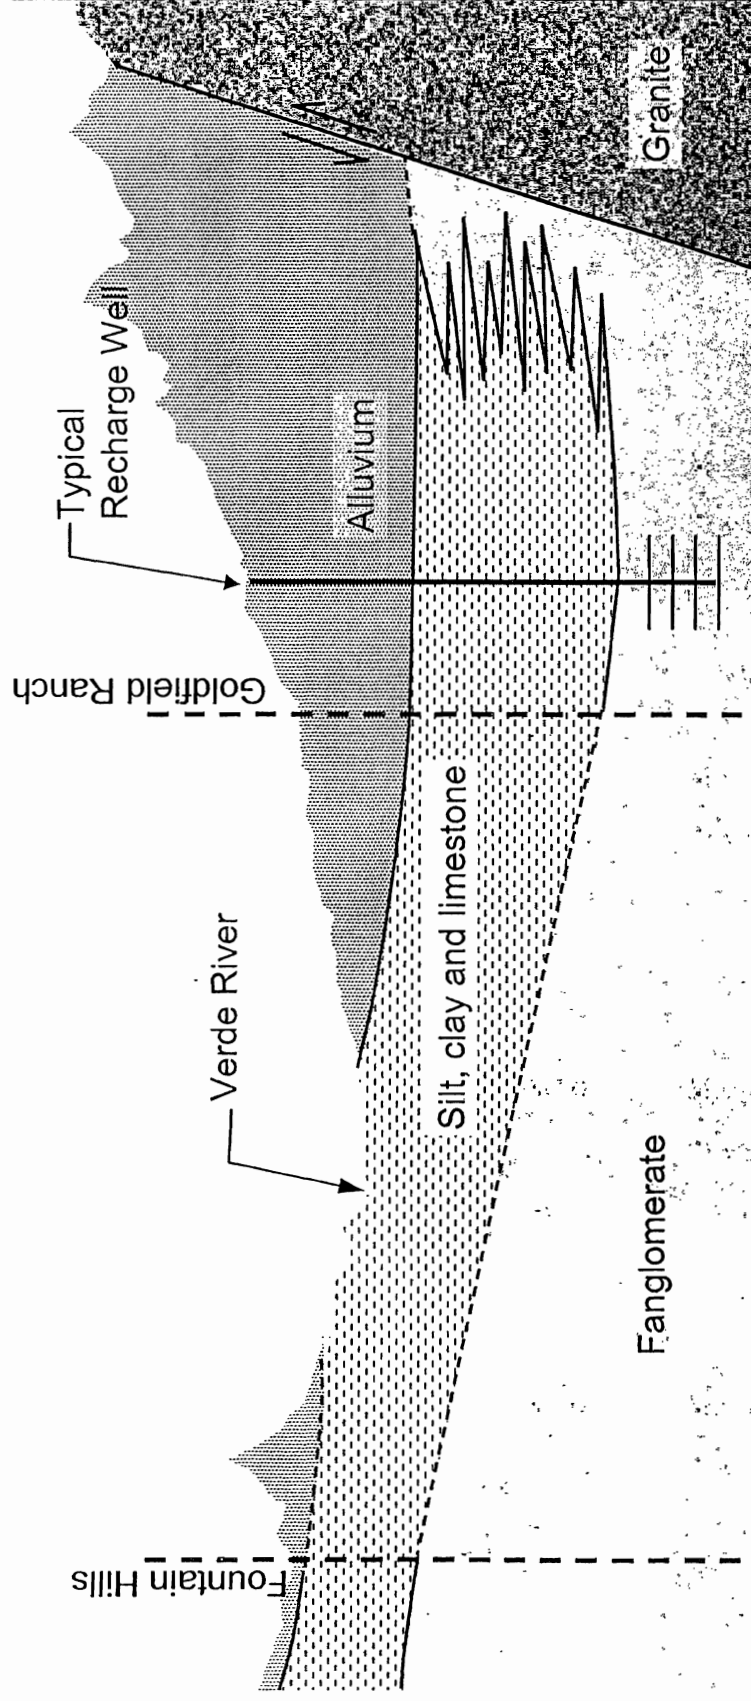 Fountain Hills
Verde River
Goldfield Ranch
Typical
Recharge Well
Alluvium
Silt, clay and limestone
Fanglomerate
Granite